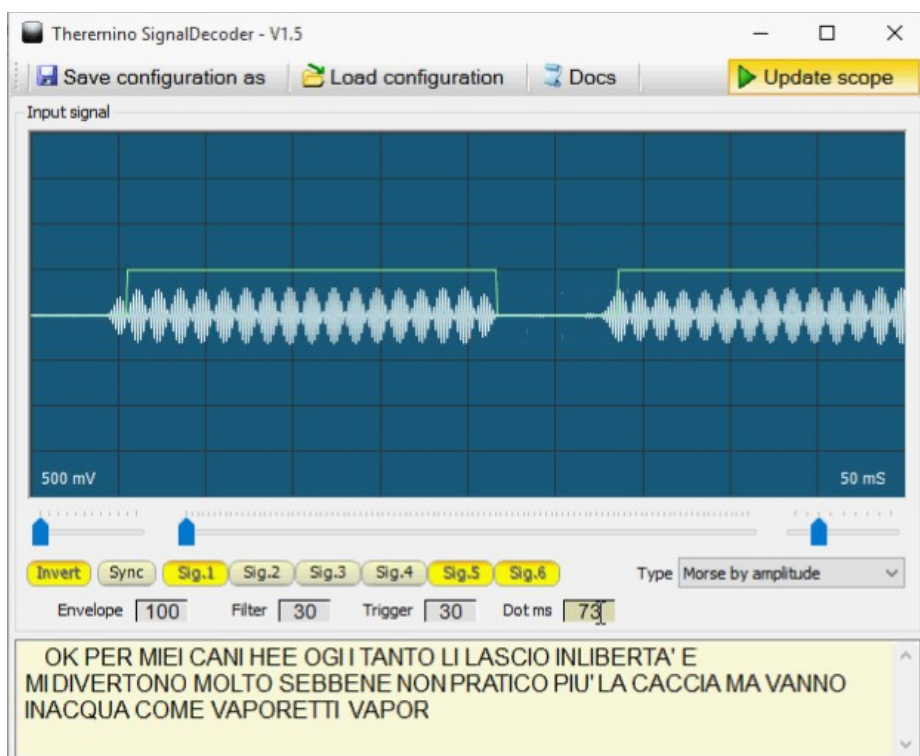 Theremino SignalDecoder - V1.5
Save configuration as Load configuration Docs Update scope
Input signal
500 mV 50 mS
Invert Sync Sig.1 Sig.2 Sig.3 Sig.4 Sig.5 Sig.6 Type Morse by amplitude
Envelope 100 Filter 30 Trigger 30 Dot ms 73
OK PER MIEI CANI HEE OGI I TANTO LI LASCIO INLIBERTA' E
MI DIVERTONO MOLTO SEBBENE NON PRATICO PIU' LA CACCIA MA VANNO
INACQUA COME VAPORETTI VAPOR